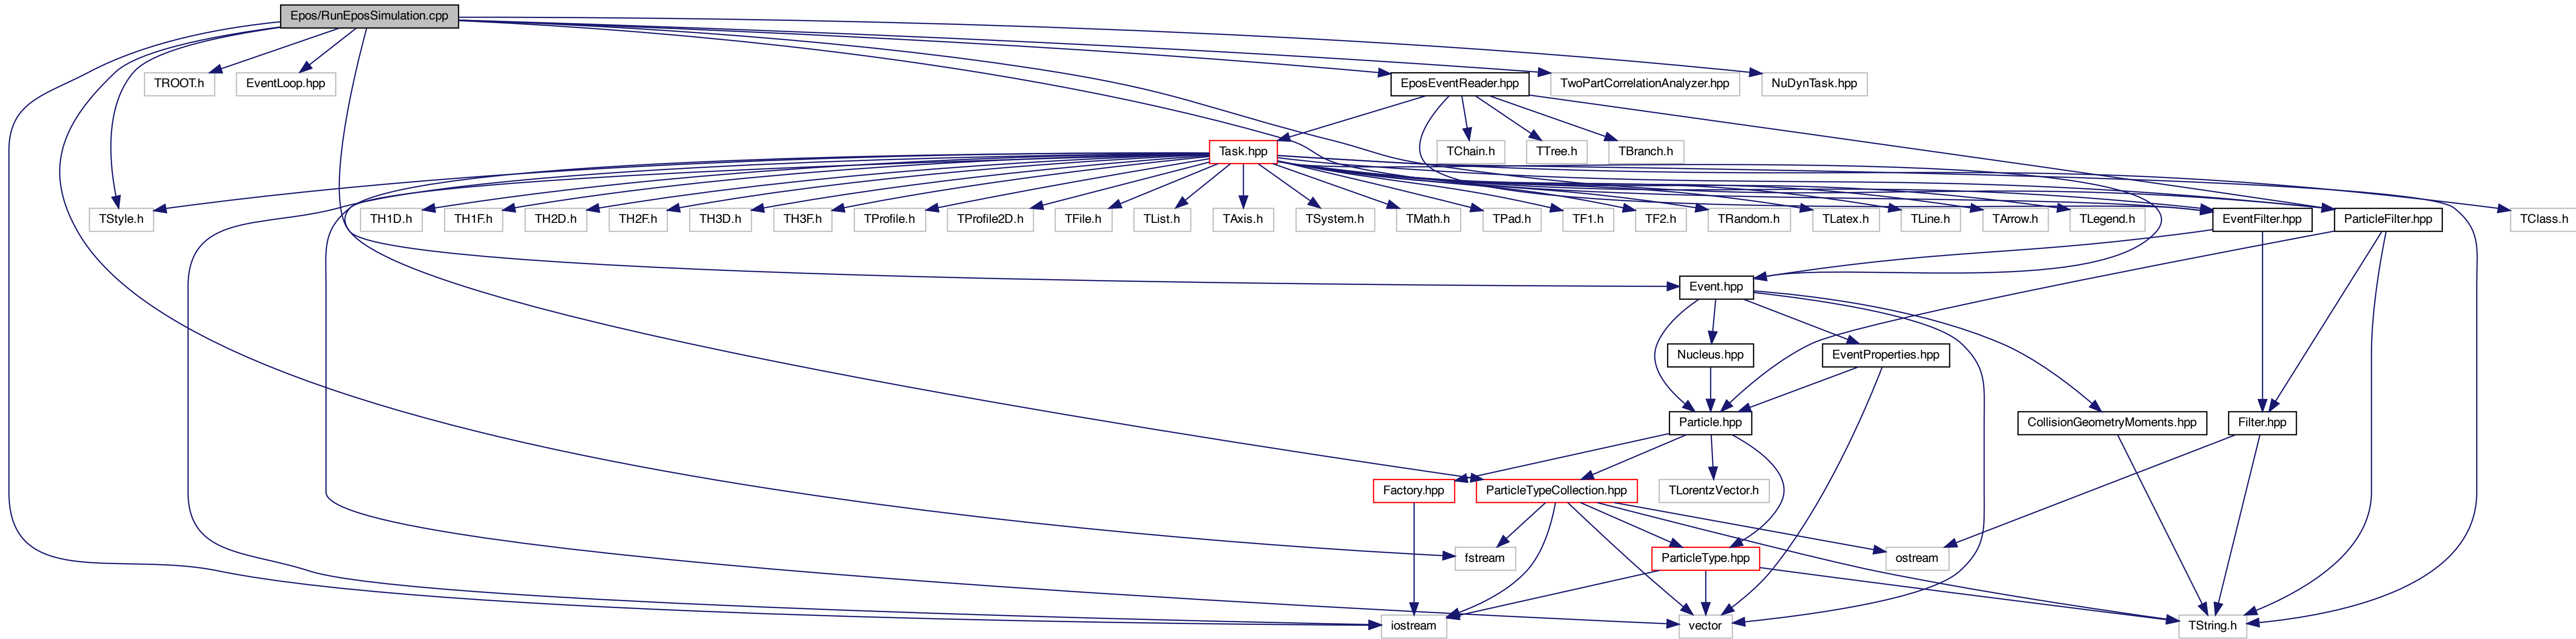 Epos/RunEposSimulation.cpp
TROOT.h
EventLoop.hpp
EposEventReader.hpp
TwoPartCorrelationAnalyzer.hpp
NuDynTask.hpp
Task.hpp
TChain.h
TTree.h
TBranch.h
TStyle.h
TH1D.h
TH1F.h
TH2D.h
TH2F.h
TH3D.h
TH3F.h
TProfile.h
TProfile2D.h
TFile.h
TList.h
TAxis.h
TSystem.h
TMath.h
TPad.h
TF1.h
TF2.h
TRandom.h
TLatex.h
TLine.h
TArrow.h
TLegend.h
EventFilter.hpp
ParticleFilter.hpp
TClass.h
Event.hpp
Nucleus.hpp
EventProperties.hpp
Particle.hpp
CollisionGeometryMoments.hpp
Filter.hpp
Factory.hpp
ParticleTypeCollection.hpp
TLorentzVector.h
fstream
ParticleType.hpp
ostream
iostream
vector
TString.h